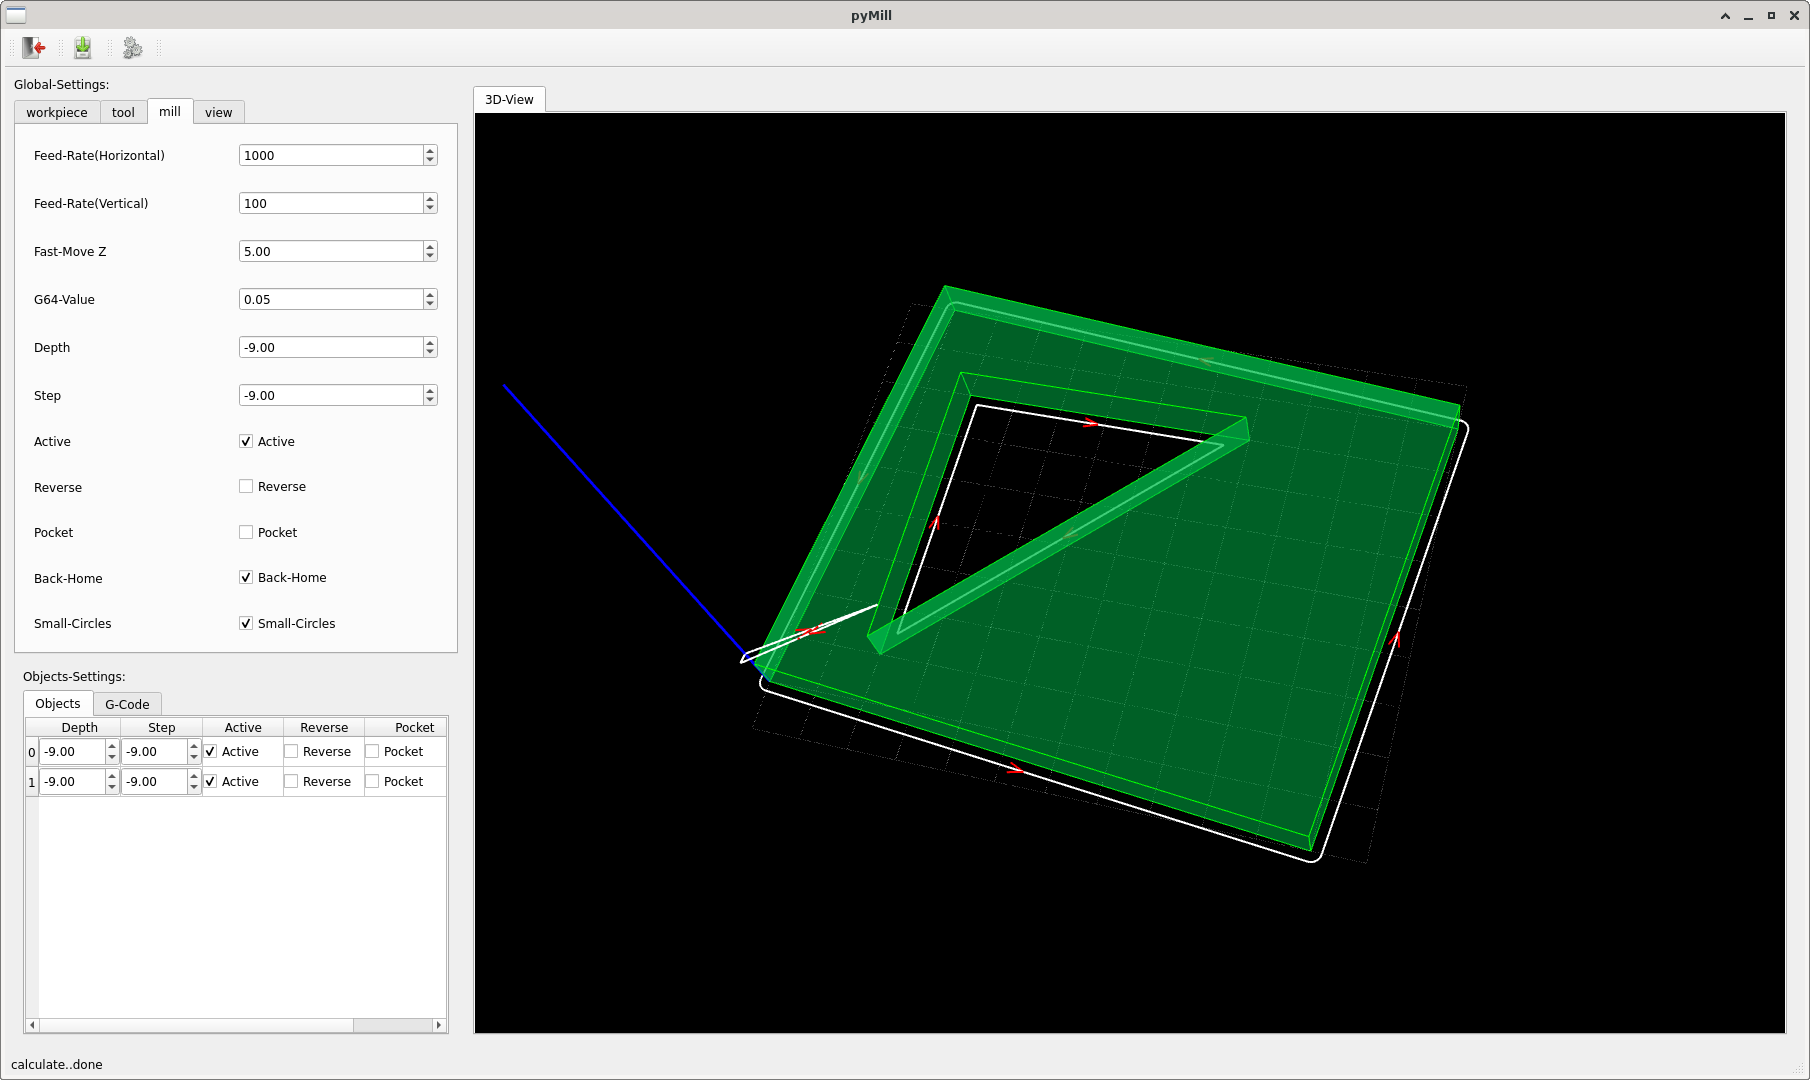 pyMill
Global-Settings:
workpiece tool mill view
Feed-Rate(Horizontal) 1000
Feed-Rate(Vertical) 100
Fast-Move Z 5.00
G64-Value 0.05
Depth -9.00
Step -9.00
Active Active
Reverse Reverse
Pocket Pocket
Back-Home Back-Home
Small-Circles Small-Circles
Objects-Settings:
Objects G-Code
Depth Step Active Reverse Pocket
0 -9.00 -9.00 Active Reverse Pocket
1 -9.00 -9.00 Active Reverse Pocket
3D-View
calculate..done